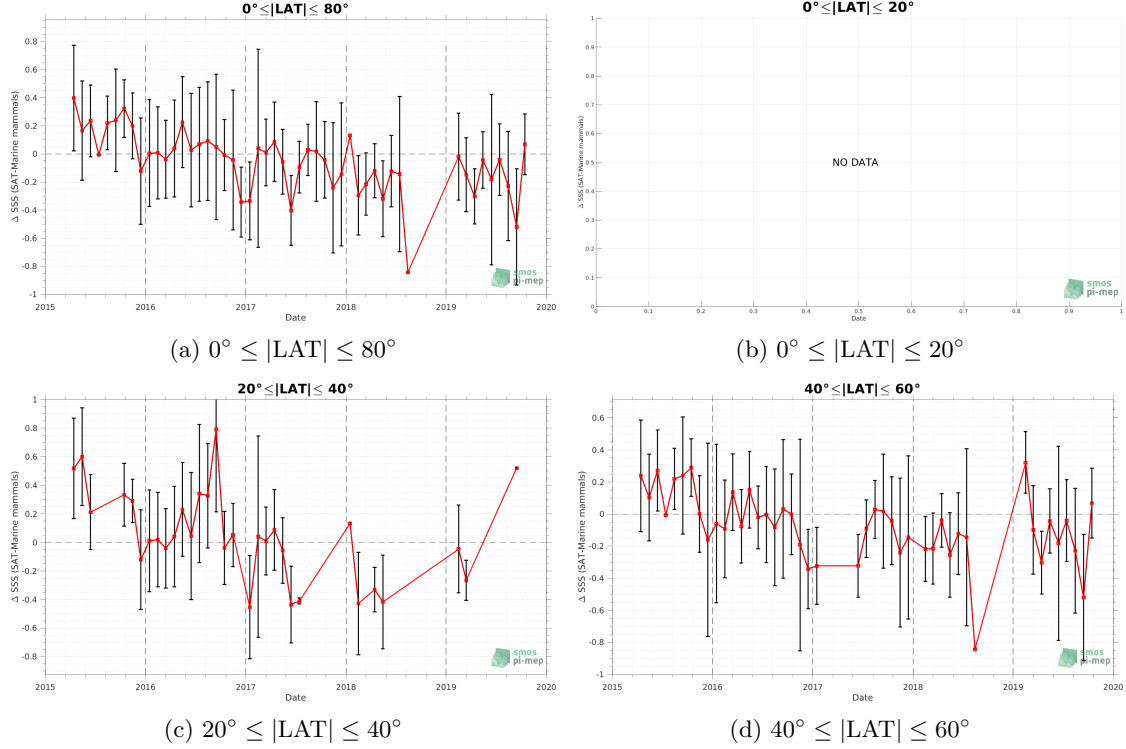 0°≤|LAT|≤ 80°
Δ SSS (SAT-Marine mammals)
0.8
0.6
0.4
0.2
0
-0.2
-0.4
-0.6
-0.8
-1
2015
2016
2017
2018
2019
2020
Date
smos
pi-mep
(a) 0° ≤ |LAT| ≤ 80°
0°≤|LAT|≤ 20°
Δ SSS (SAT-Marine mammals)
1
0.9
0.8
0.7
0.6
0.5
0.4
0.3
0.2
0.1
0
NO DATA
0
0.1
0.2
0.3
0.4
0.5
0.6
0.7
0.8
0.9
1
Date
smos
pi-mep
(b) 0° ≤ |LAT| ≤ 20°
20°≤|LAT|≤ 40°
Δ SSS (SAT-Marine mammals)
1
0.8
0.6
0.4
0.2
0
-0.2
-0.4
-0.6
-0.8
2015
2016
2017
2018
2019
2020
Date
smos
pi-mep
(c) 20° ≤ |LAT| ≤ 40°
40°≤|LAT|≤ 60°
Δ SSS (SAT-Marine mammals)
0.6
0.4
0.2
0
-0.2
-0.4
-0.6
-0.8
-1
2015
2016
2017
2018
2019
2020
Date
smos
pi-mep
(d) 40° ≤ |LAT| ≤ 60°